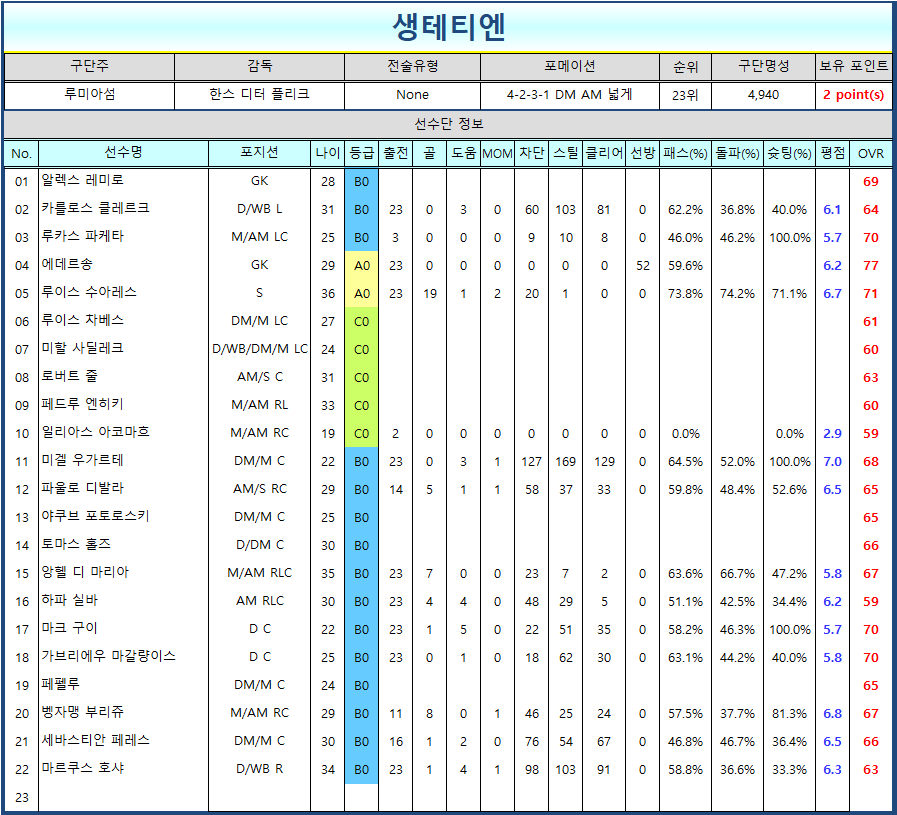 생테티엔
구단주 감독 전술유형 포메이션 순위 구단명성 보유 포인트
루미아섬 한스 디터 플리크 None 4-2-3-1 DM AM 넓게 23위 4,940 2 point(s)
선수단 정보
No. 선수명 포지션 나이 등급 출전 골 도움 MOM 차단 스틸 클리어 선방 패스(%) 돌파(%) 슛팅(%) 평점 OVR
01 알렉스 레미로 GK 28 B0 69
02 카를로스 클레르크 D/WB L 31 B0 23 0 3 0 60 103 81 0 62.2% 36.8% 40.0% 6.1 64
03 루카스 파케타 M/AM LC 25 B0 3 0 0 0 9 10 8 0 46.0% 46.2% 100.0% 5.7 70
04 에데르송 GK 29 A0 23 0 0 0 0 0 0 52 59.6% 6.2 77
05 루이스 수아레스 S 36 A0 23 19 1 2 20 1 0 0 73.8% 74.2% 71.1% 6.7 71
06 루이스 차베스 DM/M LC 27 C0 61
07 미할 사딜레크 D/WB/DM/M LC 24 C0 60
08 로버트 줄 AM/S C 31 C0 63
09 페드루 엔히키 M/AM RL 33 C0 60
10 일리아스 아코마흐 M/AM RC 19 C0 2 0 0 0 0 0 0 0 0.0% 0.0% 2.9 59
11 미겔 우가르테 DM/M C 22 B0 23 0 3 1 127 169 129 0 64.5% 52.0% 100.0% 7.0 68
12 파울로 디발라 AM/S RC 29 B0 14 5 1 1 58 37 33 0 59.8% 48.4% 52.6% 6.5 65
13 야쿠브 포토로스키 DM/M C 25 B0 65
14 토마스 홀즈 D/DM C 30 B0 66
15 앙헬 디 마리아 M/AM RLC 35 B0 23 7 0 0 23 7 2 0 63.6% 66.7% 47.2% 5.8 67
16 하파 실바 AM RLC 30 B0 23 4 4 0 48 29 5 0 51.1% 42.5% 34.4% 6.2 59
17 마크 구이 D C 22 B0 23 1 5 0 22 51 35 0 58.2% 46.3% 100.0% 5.7 70
18 가브리에우 마갈량이스 D C 25 B0 23 0 1 0 18 62 30 0 63.1% 44.2% 40.0% 5.8 70
19 페펠루 DM/M C 24 B0 65
20 벵자맹 부리쥬 M/AM RC 29 B0 11 8 0 1 46 25 24 0 57.5% 37.7% 81.3% 6.8 67
21 세바스티안 페레스 DM/M C 30 B0 16 1 2 0 76 54 67 0 46.8% 46.7% 36.4% 6.5 66
22 마르쿠스 호샤 D/WB R 34 B0 23 1 4 1 98 103 91 0 58.8% 36.6% 33.3% 6.3 63
23